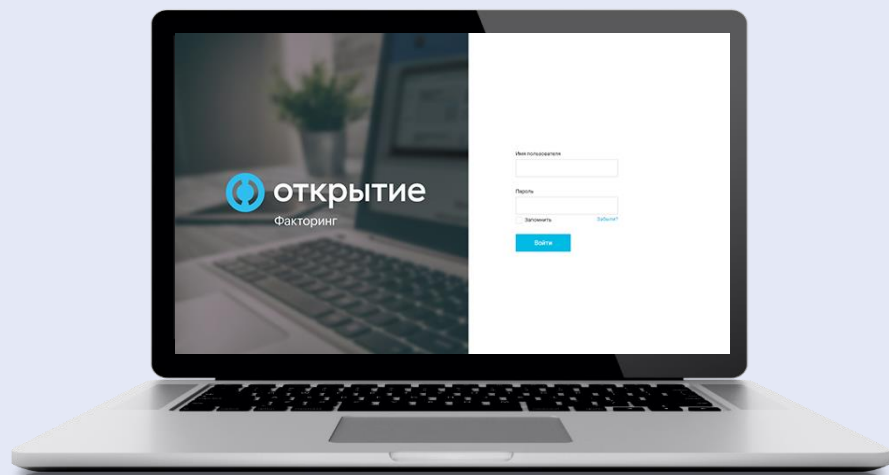 открытие
Факторинг
Имя пользователя
Пароль
Запомнить
Забыли?
Войти